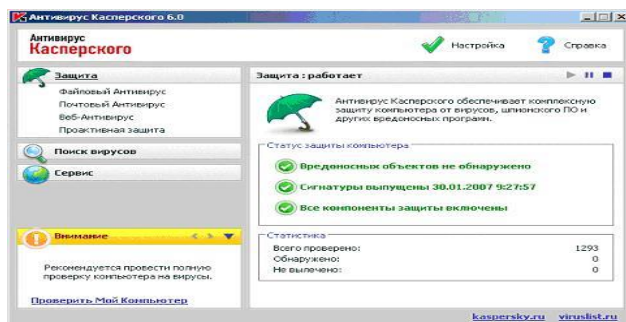 Антивирус Касперского 6.0
Антивирус
Касперского
Настройка
Справка
Защита
Файловый Антивирус
Почтовый Антивирус
Веб-Антивирус
Проактивная защита
Поиск вирусов
Сервис
Внимание
Рекомендуется провести полную
проверку компьютера на вирусы.
Проверить Мой Компьютер
Защита : работает
Антивирус Касперского обеспечивает комплексную
защиту компьютера от вирусов, шпионского ПО и
других вредоносных программ.
Статус защиты компьютера
Вредоносных объектов не обнаружено
Сигнатуры выпущены 30.01.2007 9:27:57
Все компоненты защиты включены
Статистика
Всего проверено: 1293
Обнаружено: 0
Не вылечено: 0
kaspersky.ru viruslist.ru